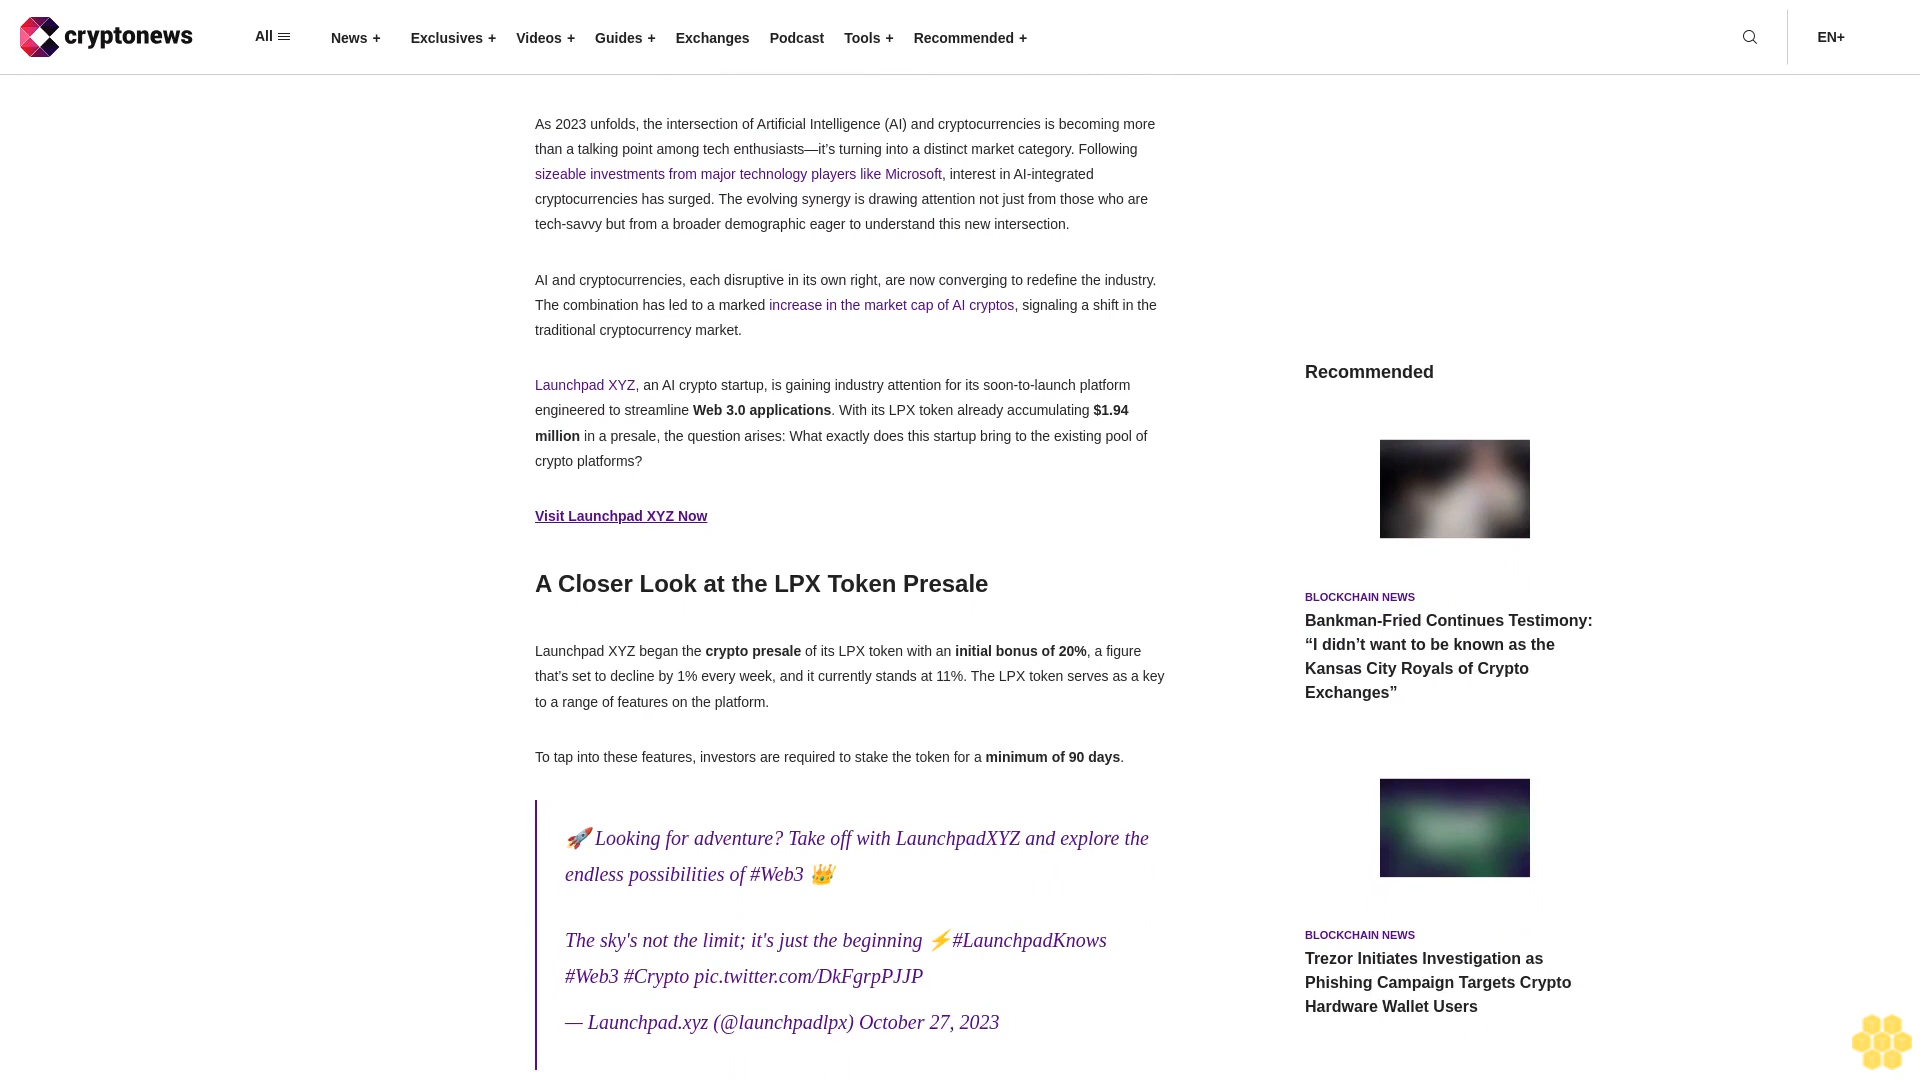 cryptonews
All
News +
Exclusives +
Videos +
Guides +
Exchanges
Podcast
Tools +
Recommended +
EN+
As 2023 unfolds, the intersection of Artificial Intelligence (AI) and cryptocurrencies is becoming more
than a talking point among tech enthusiasts—it’s turning into a distinct market category. Following
sizeable investments from major technology players like Microsoft, interest in AI-integrated
cryptocurrencies has surged. The evolving synergy is drawing attention not just from those who are
tech-savvy but from a broader demographic eager to understand this new intersection.
AI and cryptocurrencies, each disruptive in its own right, are now converging to redefine the industry.
The combination has led to a marked increase in the market cap of AI cryptos, signaling a shift in the
traditional cryptocurrency market.
Launchpad XYZ, an AI crypto startup, is gaining industry attention for its soon-to-launch platform
engineered to streamline Web 3.0 applications. With its LPX token already accumulating $1.94
million in a presale, the question arises: What exactly does this startup bring to the existing pool of
crypto platforms?
Visit Launchpad XYZ Now
A Closer Look at the LPX Token Presale
Launchpad XYZ began the crypto presale of its LPX token with an initial bonus of 20%, a figure
that’s set to decline by 1% every week, and it currently stands at 11%. The LPX token serves as a key
to a range of features on the platform.
To tap into these features, investors are required to stake the token for a minimum of 90 days.
🚀 Looking for adventure? Take off with LaunchpadXYZ and explore the
endless possibilities of #Web3 👑
The sky's not the limit; it's just the beginning ⚡#LaunchpadKnows
#Web3 #Crypto pic.twitter.com/DkFgrpPJJP
— Launchpad.xyz (@launchpadlpx) October 27, 2023
Recommended
BLOCKCHAIN NEWS
Bankman-Fried Continues Testimony:
“I didn’t want to be known as the
Kansas City Royals of Crypto
Exchanges”
BLOCKCHAIN NEWS
Trezor Initiates Investigation as
Phishing Campaign Targets Crypto
Hardware Wallet Users